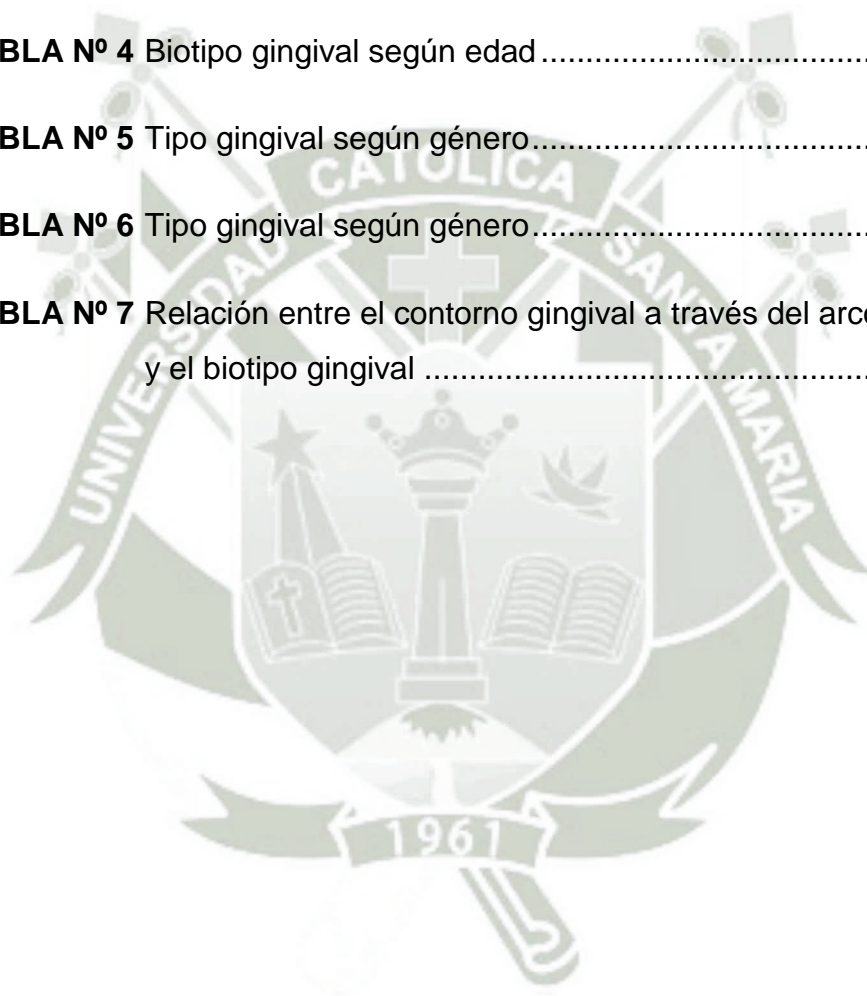 BLA Nº 4 Biotipo gingival según edad
BLA Nº 5 Tipo gingival según género
BLA Nº 6 Tipo gingival según género
BLA Nº 7 Relación entre el contorno gingival a través del arco
y el biotipo gingival
UNIVERSIDAD CATOLICA SANTA MARIA
1961